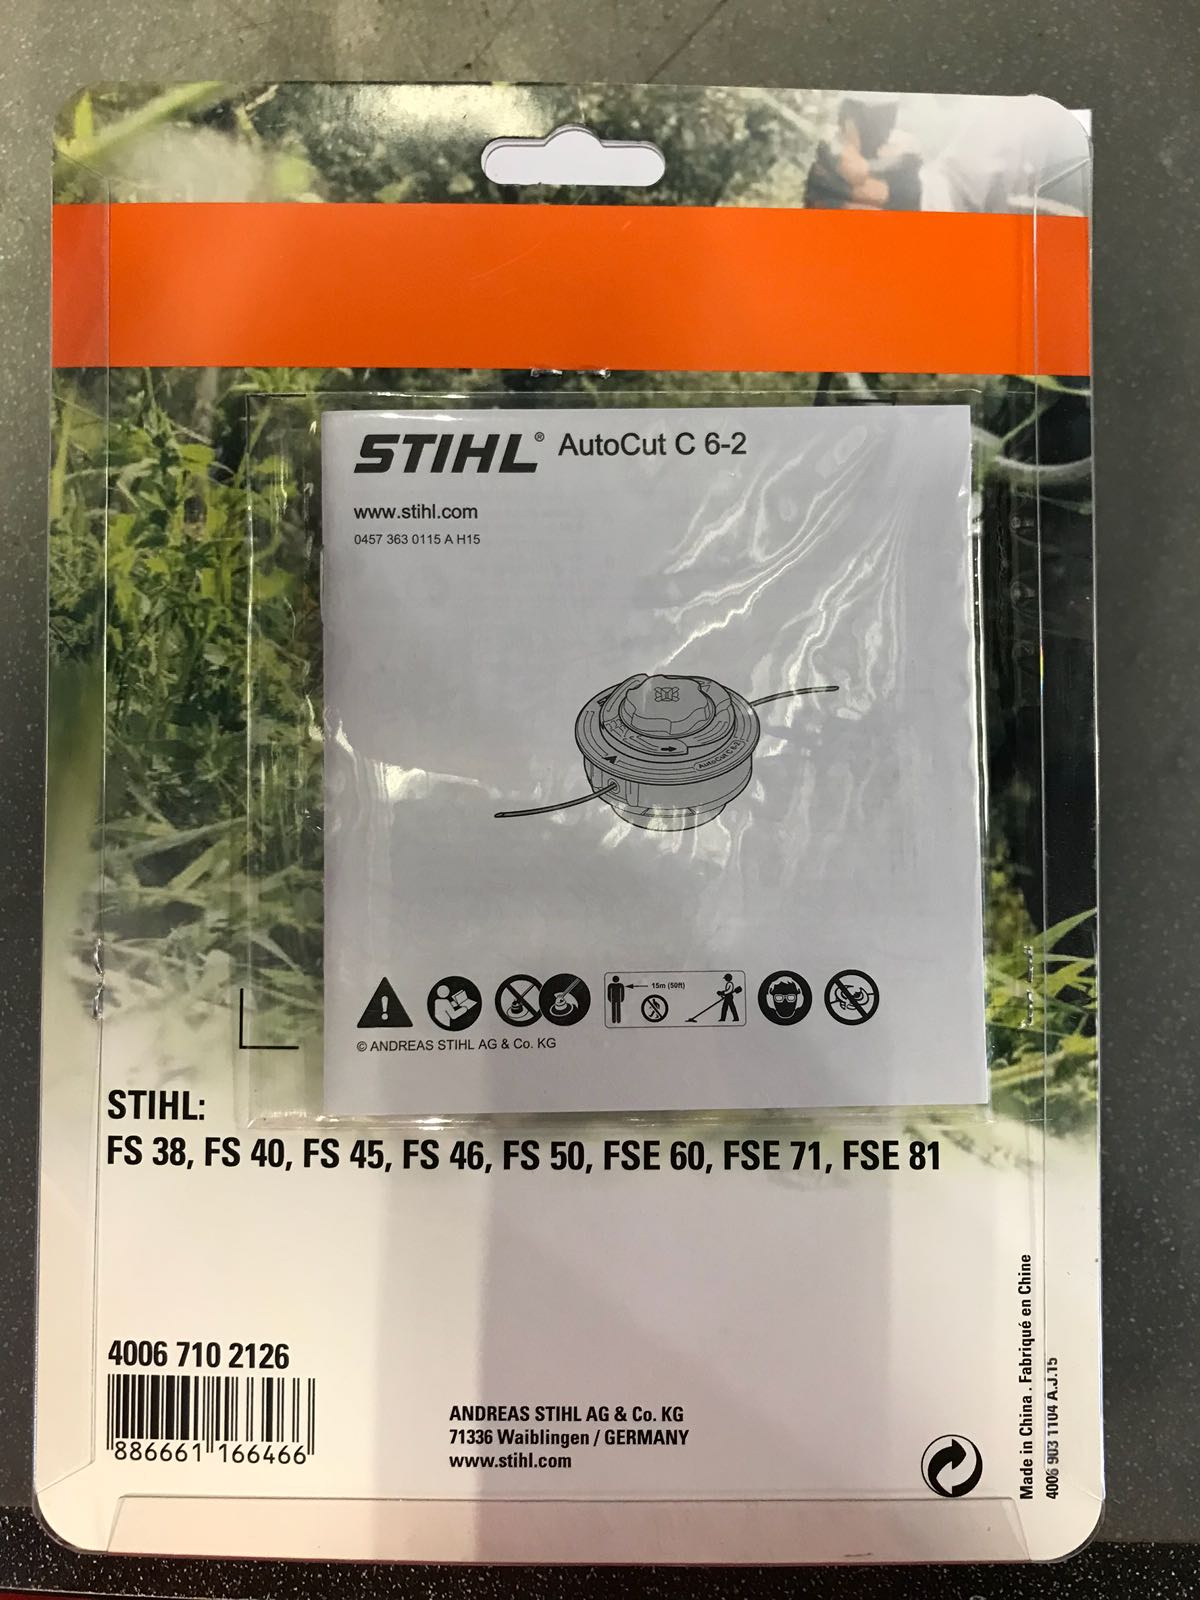 STIHL® AutoCut C 6-2
www.stihl.com
0457 363 0115 A H15
AutoCut C 6-2
15m (50ft)
© ANDREAS STIHL AG & Co. KG
STIHL:
FS 38, FS 40, FS 45, FS 46, FS 50, FSE 60, FSE 71, FSE 81
4006 710 2126
886661 166466
ANDREAS STIHL AG & Co. KG
71336 Waiblingen / GERMANY
www.stihl.com
Made in China . Fabriqué en Chine
4006 903 1104 A.J.15